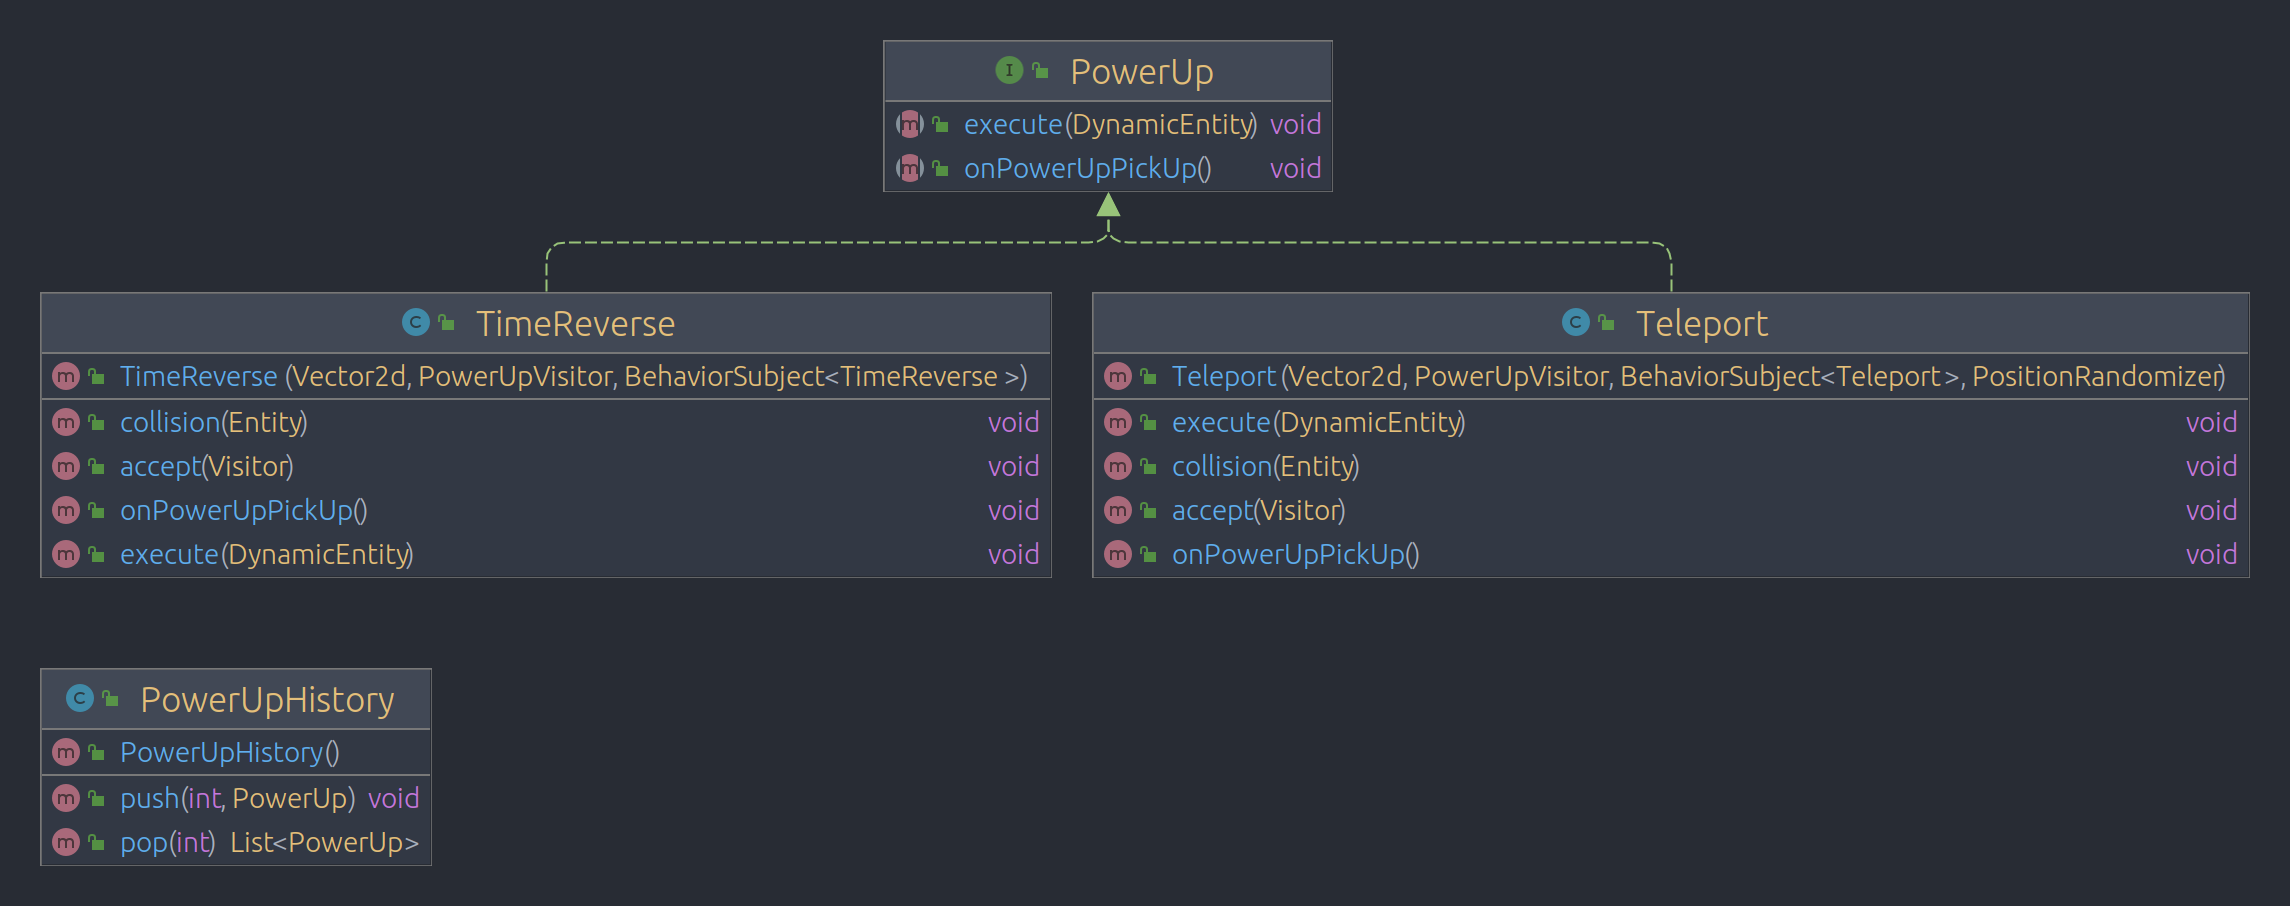 I PowerUp
m execute(DynamicEntity) void
m onPowerUpPickUp() void
C TimeReverse
m TimeReverse (Vector2d, PowerUpVisitor, BehaviorSubject<TimeReverse >)
m collision(Entity) void
m accept(Visitor) void
m onPowerUpPickUp() void
m execute(DynamicEntity) void
C Teleport
m Teleport (Vector2d, PowerUpVisitor, BehaviorSubject<Teleport >, PositionRandomizer)
m execute(DynamicEntity) void
m collision(Entity) void
m accept(Visitor) void
m onPowerUpPickUp() void
C PowerUpHistory
m PowerUpHistory()
m push(int, PowerUp) void
m pop(int) List<PowerUp>